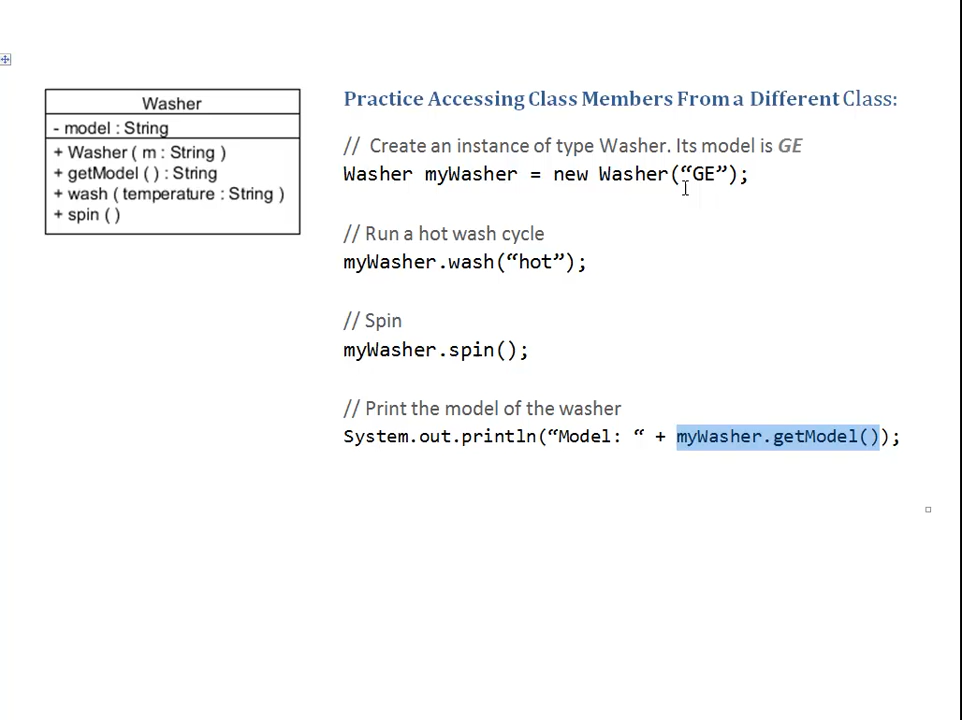 Washer
- model : String
+ Washer ( m : String )
+ getModel ( ) : String
+ wash ( temperature : String )
+ spin ( )
Practice Accessing Class Members From a Different Class:
// Create an instance of type Washer. Its model is GE
Washer myWasher = new Washer(“GE”);
// Run a hot wash cycle
myWasher.wash(“hot”);
// Spin
myWasher.spin();
// Print the model of the washer
System.out.println(“Model: “ + myWasher.getModel());